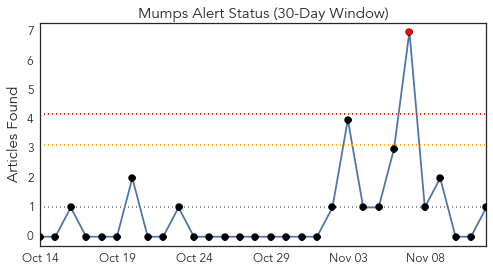 Mumps Alert Status (30-Day Window)
Articles Found
7
6
5
4
3
2
1
0
Oct 14 Oct 19 Oct 24 Oct 29 Nov 03 Nov 08